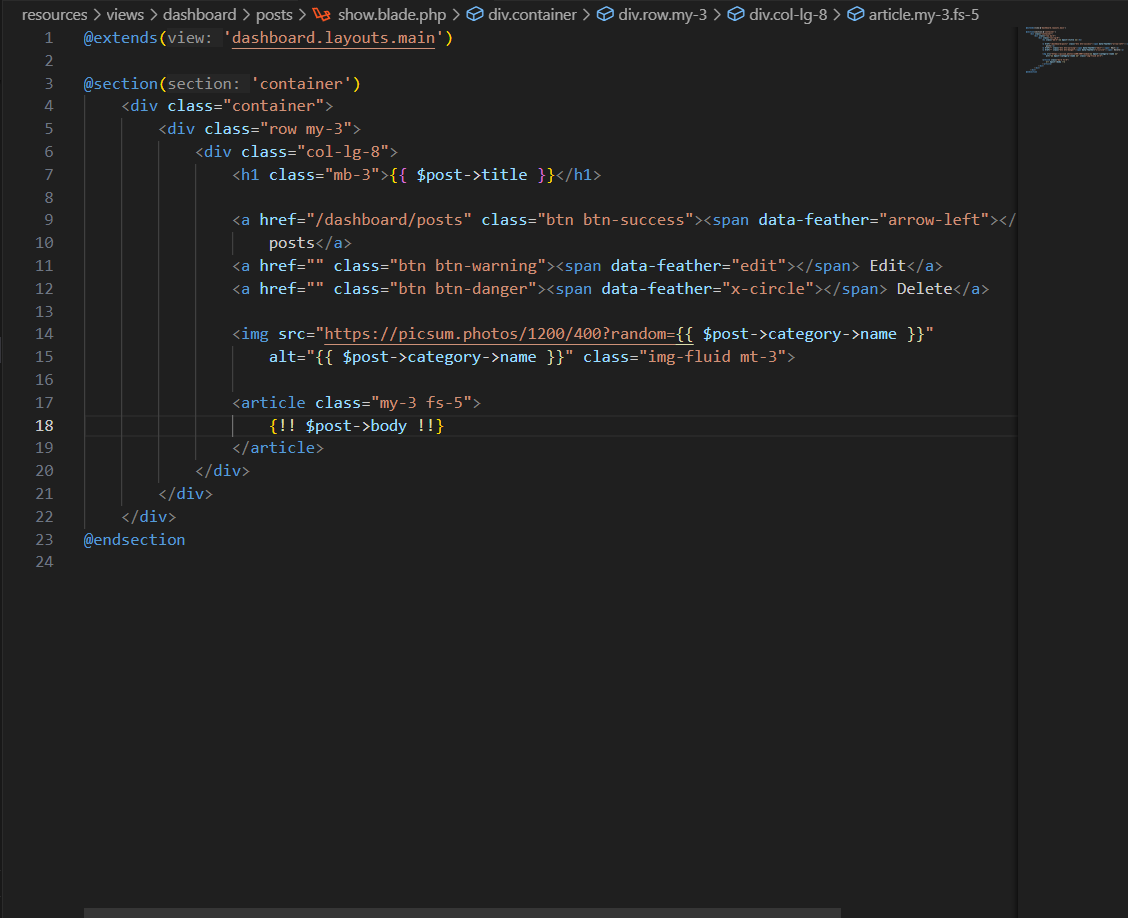 resources > views > dashboard > posts > show.blade.php > div.container > div.row.my-3 > div.col-lg-8 > article.my-3.fs-5
1 @extends(view: 'dashboard.layouts.main')
2
3 @section(section: 'container')
4 <div class="container">
5 <div class="row my-3">
6 <div class="col-lg-8">
7 <h1 class="mb-3">{{ $post->title }}</h1>
8
9 <a href="/dashboard/posts" class="btn btn-success"><span data-feather="arrow-left"></
10 posts</a>
11 <a href="" class="btn btn-warning"><span data-feather="edit"></span> Edit</a>
12 <a href="" class="btn btn-danger"><span data-feather="x-circle"></span> Delete</a>
13
14 <img src="https://picsum.photos/1200/400?random={{ $post->category->name }}"
15 alt="{{ $post->category->name }}" class="img-fluid mt-3">
16
17 <article class="my-3 fs-5">
18 {!! $post->body !!}
19 </article>
20 </div>
21 </div>
22 </div>
23 @endsection
24